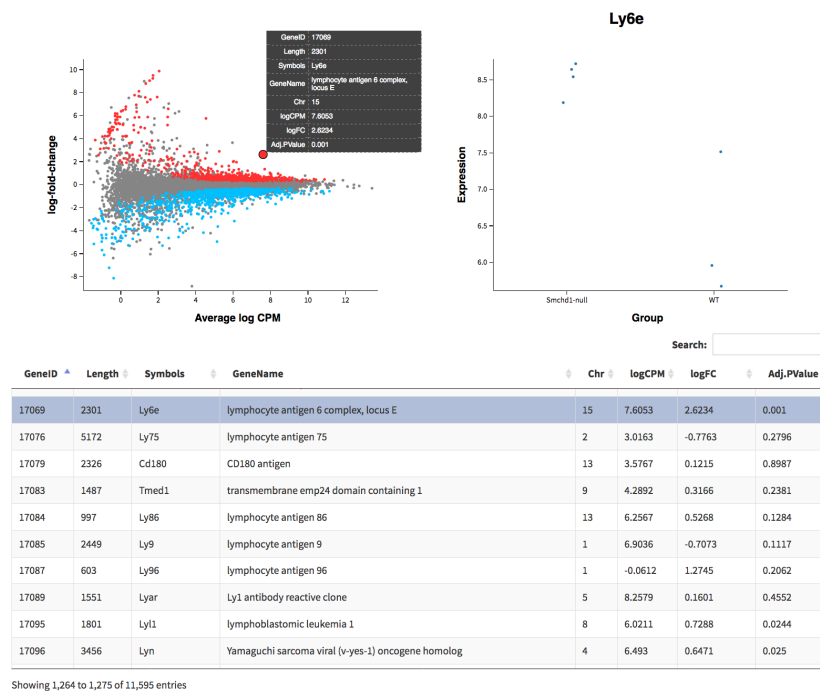 Ly6e
GeneID 17069
Length 2301
Symbols Ly6e
GeneName lymphocyte antigen 6 complex,
locus E
Chr 15
logCPM 7.6053
logFC 2.6234
Adj.PValue 0.001
log-fold-change
10
8
6
4
2
0
-2
-4
-6
-8
0 2 4 6 8 10 12
Average log CPM
Expression
8.5
8.0
7.5
7.0
6.5
6.0
Smchd1-null WT
Group
Search:
GeneID Length Symbols GeneName Chr logCPM logFC Adj.PValue
17069 2301 Ly6e lymphocyte antigen 6 complex, locus E 15 7.6053 2.6234 0.001
17076 5172 Ly75 lymphocyte antigen 75 2 3.0163 -0.7763 0.2796
17079 2326 Cd180 CD180 antigen 13 3.5767 0.1215 0.8987
17083 1487 Tmed1 transmembrane emp24 domain containing 1 9 4.2892 0.3166 0.2381
17084 997 Ly86 lymphocyte antigen 86 13 6.2567 0.5268 0.1284
17085 2449 Ly9 lymphocyte antigen 9 1 6.9036 -0.7073 0.1117
17087 603 Ly96 lymphocyte antigen 96 1 -0.0612 1.2745 0.2062
17089 1551 Lyar Ly1 antibody reactive clone 5 8.2579 0.1601 0.4552
17095 1801 Lyl1 lymphoblastomic leukemia 1 8 6.0211 0.7288 0.0244
17096 3456 Lyn Yamaguchi sarcoma viral (v-yes-1) oncogene homolog 4 6.493 0.6471 0.025
Showing 1,264 to 1,275 of 11,595 entries